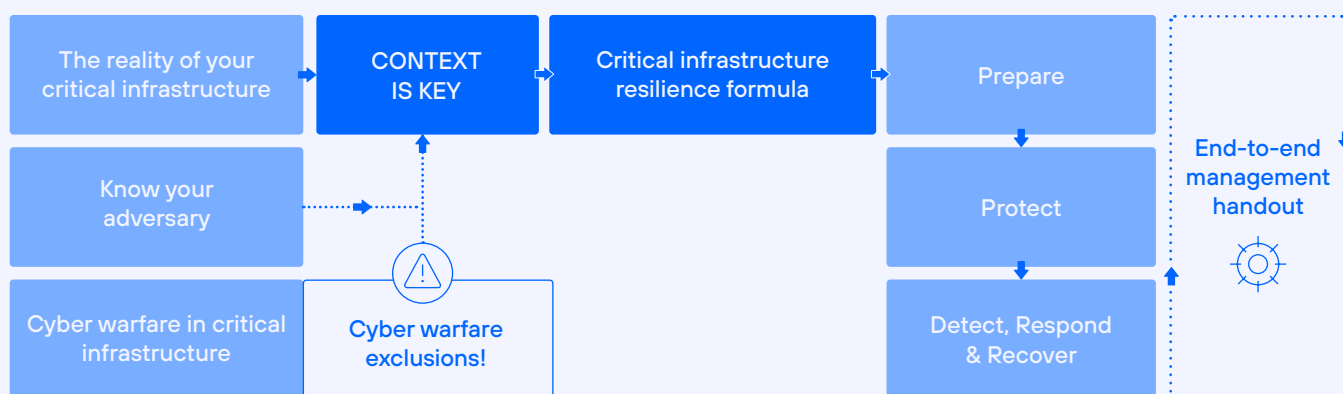 The reality of your
critical infrastructure
CONTEXT
IS KEY
Critical infrastructure
resilience formula
Prepare
Know your
adversary
Protect
End-to-end
management
handout
Cyber warfare in critical
infrastructure
Cyber warfare
exclusions!
Detect, Respond
& Recover